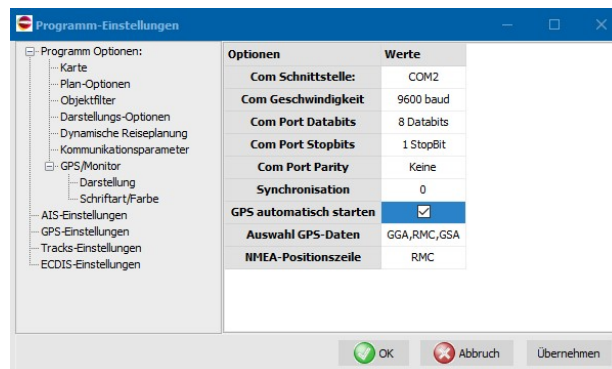 Programm-Einstellungen
Programm Optionen:
Karte
Plan-Optionen
Objektfilter
Darstellungs-Optionen
Dynamische Reiseplanung
Kommunikationsparameter
GPS/Monitor
Darstellung
Schriftart/Farbe
AIS-Einstellungen
GPS-Einstellungen
Tracks-Einstellungen
ECDIS-Einstellungen
Optionen Werte
Com Schnittstelle: COM2
Com Geschwindigkeit 9600 baud
Com Port Databits 8 Databits
Com Port Stopbits 1 StopBit
Com Port Parity Keine
Synchronisation 0
GPS automatisch starten
Auswahl GPS-Daten GGA,RMC,GSA
NMEA-Positionszeile RMC
OK Abbruch Übernehmen